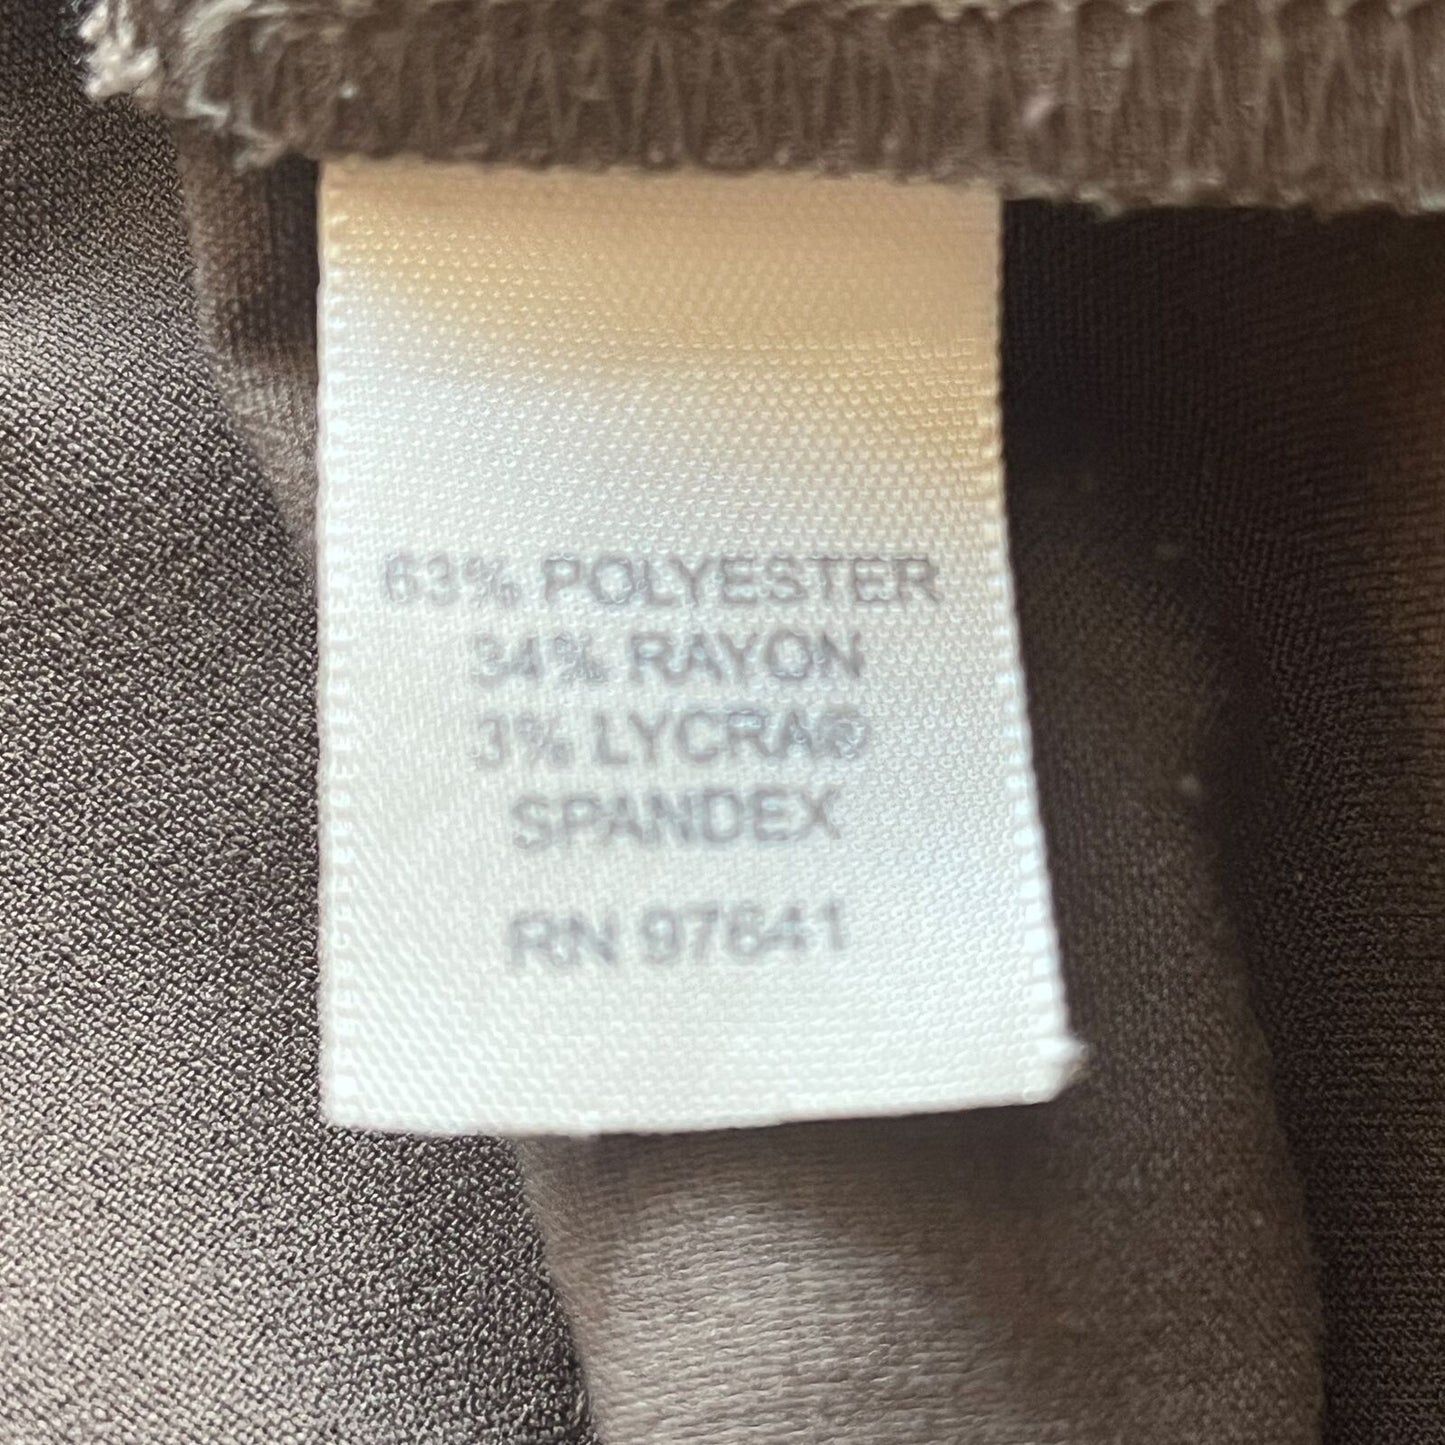 63% POLYESTER
34% RAYON
3% LYCRA®
SPANDEX
RN 97641